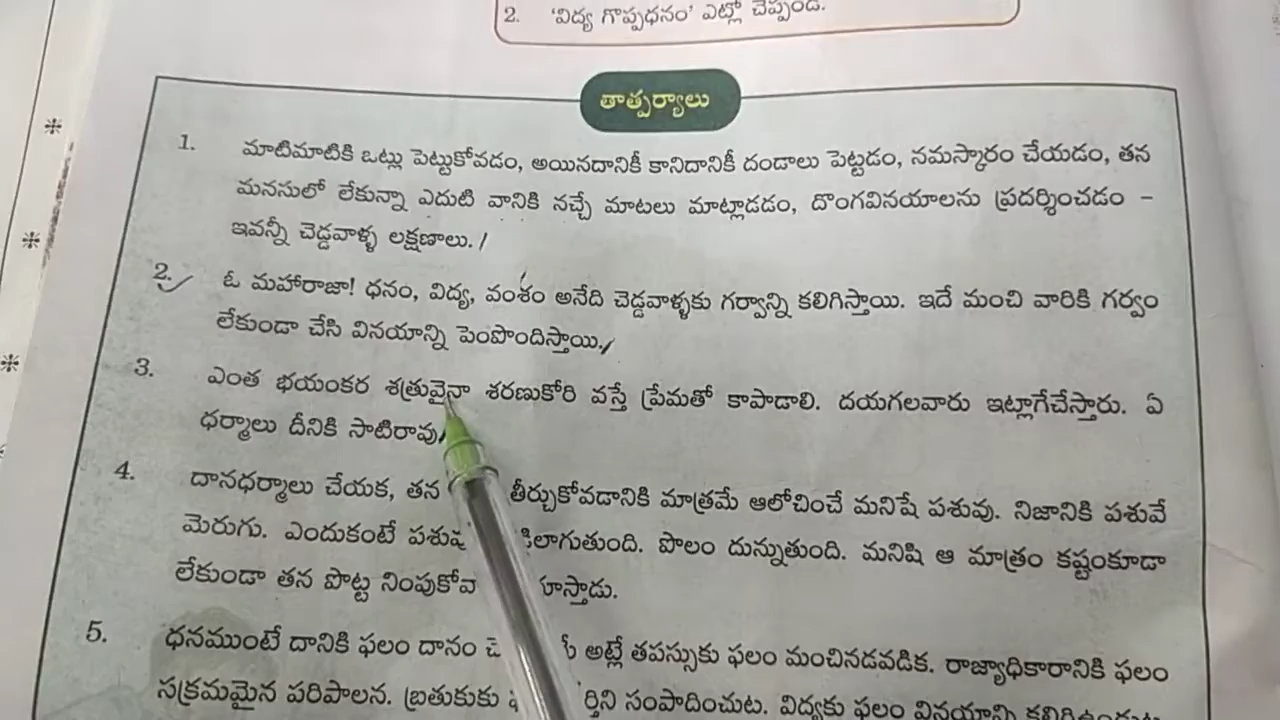 2. 'విద్య గొప్పధనం' ఎట్లో చెప్పండి.
తాత్పర్యాలు
1. మాటిమాటికి ఒట్లు పెట్టుకోవడం, అయినదానికీ కానిదానికీ దండాలు పెట్టడం, నమస్కారం చేయడం, తన
మనసులో లేకున్నా ఎదుటి వానికి నచ్చే మాటలు మాట్లాడడం, దొంగవినయాలను ప్రదర్శించడం –
ఇవన్నీ చెడ్డవాళ్ళ లక్షణాలు.
2. ఓ మహారాజా! ధనం, విద్య, వంశం అనేది చెడ్డవాళ్ళకు గర్వాన్ని కలిగిస్తాయి. ఇదే మంచి వారికి గర్వం
లేకుండా చేసి వినయాన్ని పెంపొందిస్తాయి.
3. ఎంత భయంకర శత్రువైనా శరణుకోరి వస్తే ప్రేమతో కాపాడాలి. దయగలవారు ఇట్లాగేచేస్తారు. ఏ
ధర్మాలు దీనికి సాటిరావు
4. దానధర్మాలు చేయక, తన తీర్చుకోవడానికి మాత్రమే ఆలోచించే మనిషే పశువు. నిజానికి పశువే
మెరుగు. ఎందుకంటే పొలం దున్నుతుంది. మనిషి ఆ మాత్రం కష్టంకూడా
లేకుండా తన పొట్ట
5. ధనముంటే దానికి ఫలం దానం అట్లే తపస్సుకు ఫలం మంచినడవడిక. రాజ్యాధికారానికి ఫలం
సక్రమమైన పరిపాలన. బ్రతుకుకు సంపాదించుట. విద్యకు ఫలం వినయాన్ని